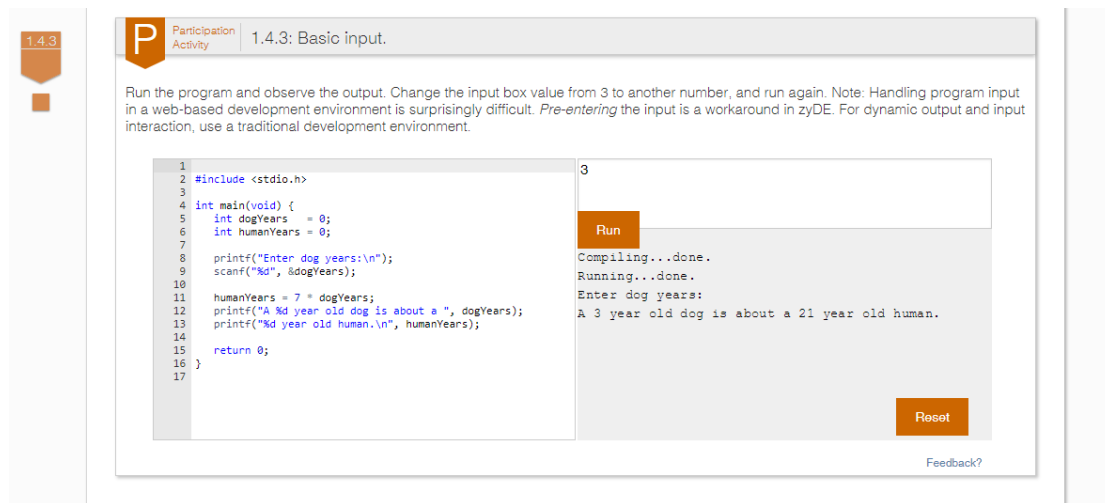 1.4.3
P
Participation
Activity
1.4.3: Basic input.
Run the program and observe the output. Change the input box value from 3 to another number, and run again. Note: Handling program input
in a web-based development environment is surprisingly difficult. Pre-entering the input is a workaround in zyDE. For dynamic output and input
interaction, use a traditional development environment.
1
2 #include <stdio.h>
3
4 int main(void) {
5    int dogYears   = 0;
6    int humanYears = 0;
7
8    printf("Enter dog years:\n");
9    scanf("%d", &dogYears);
10
11    humanYears = 7 * dogYears;
12    printf("A %d year old dog is about a ", dogYears);
13    printf("%d year old human.\n", humanYears);
14
15    return 0;
16 }
17
3
Run
Compiling...done.
Running...done.
Enter dog years:
A 3 year old dog is about a 21 year old human.
Reset
Feedback?